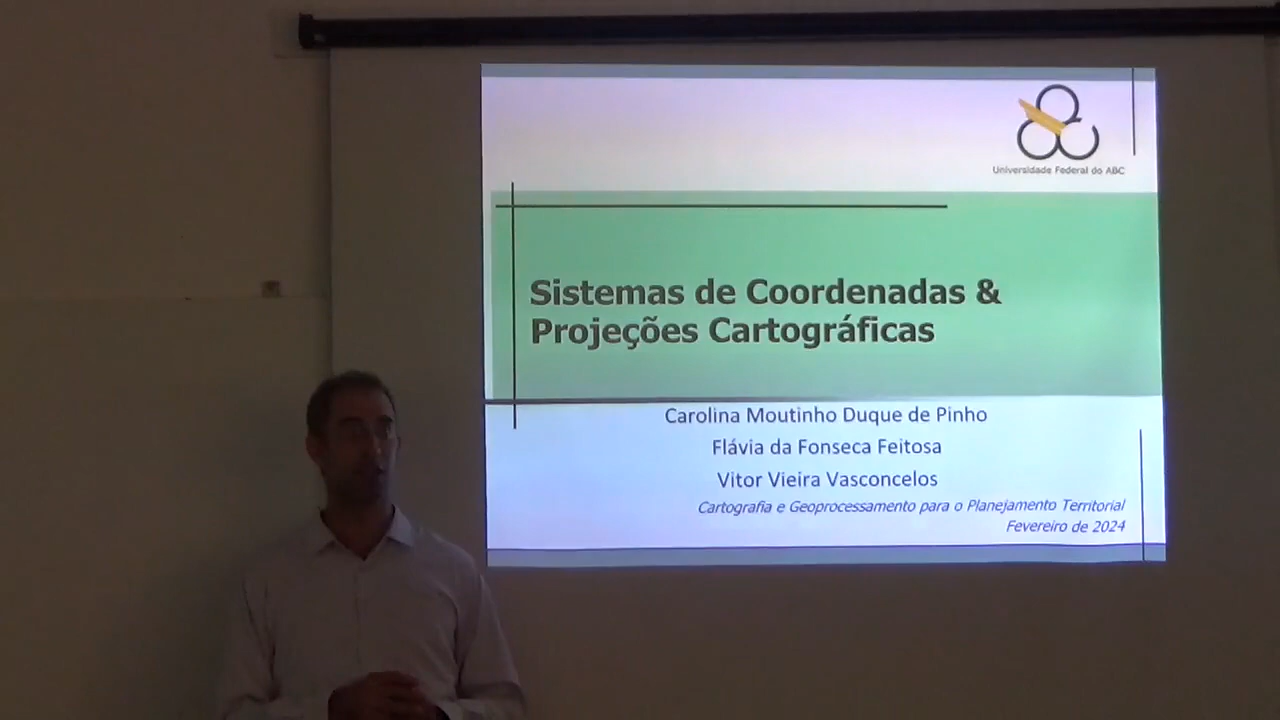 Universidade Federal do ABC
Sistemas de Coordenadas &
Projeções Cartográficas
Carolina Moutinho Duque de Pinho
Flávia da Fonseca Feitosa
Vitor Vieira Vasconcelos
Cartografia e Geoprocessamento para o Planejamento Territorial
Fevereiro de 2024